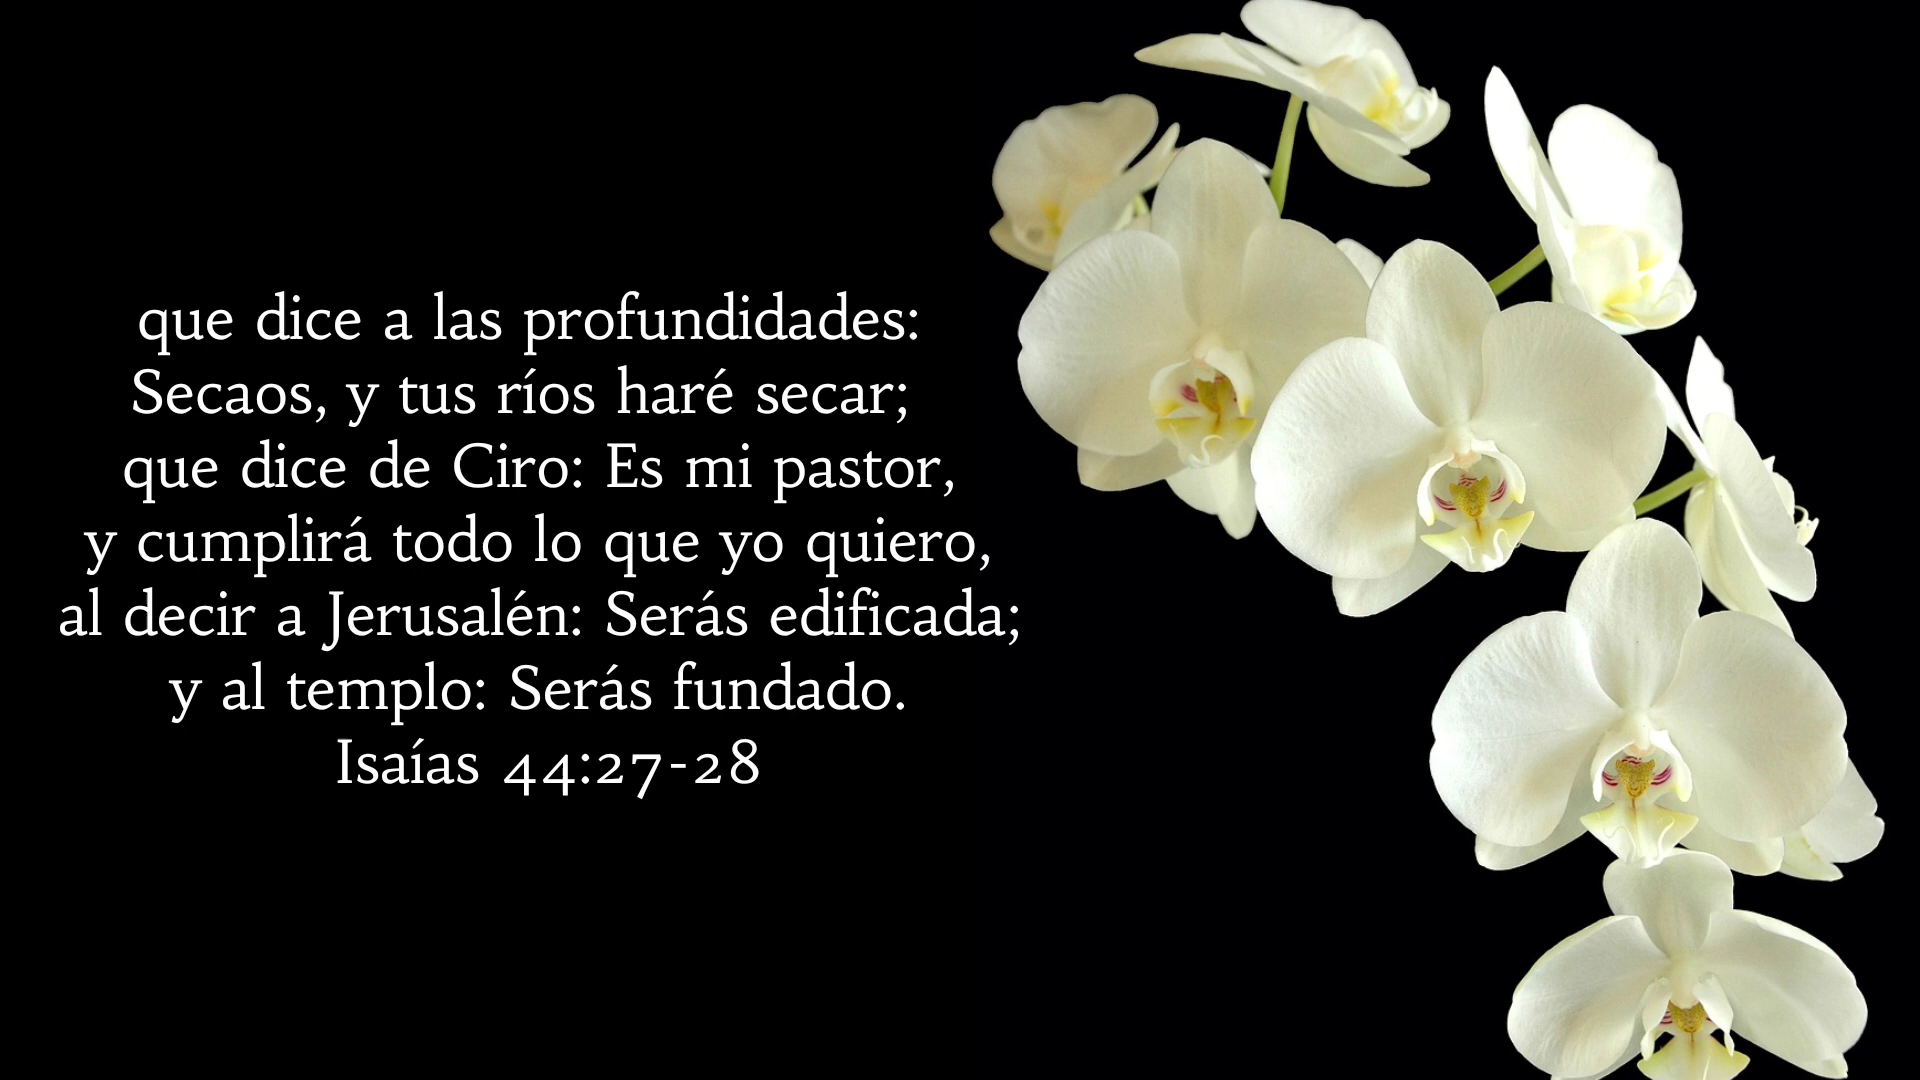 que dice a las profundidades:
Secaos, y tus ríos haré secar;
que dice de Ciro: Es mi pastor,
y cumplirá todo lo que yo quiero,
al decir a Jerusalén: Serás edificada;
y al templo: Serás fundado.
Isaías 44:27-28